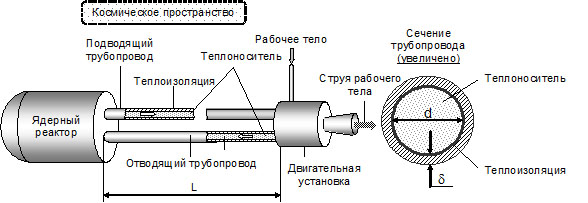 Космическое пространство
Рабочее тело
Сечение
трубопровода
(увеличено)
Подводящий
трубопровод
Теплоноситель
Теплоизоляция
Струя рабочего
тела
Теплоноситель
Ядерный
реактор
d
Отводящий трубопровод
Двигательная
установка
Теплоизоляция
L
δ